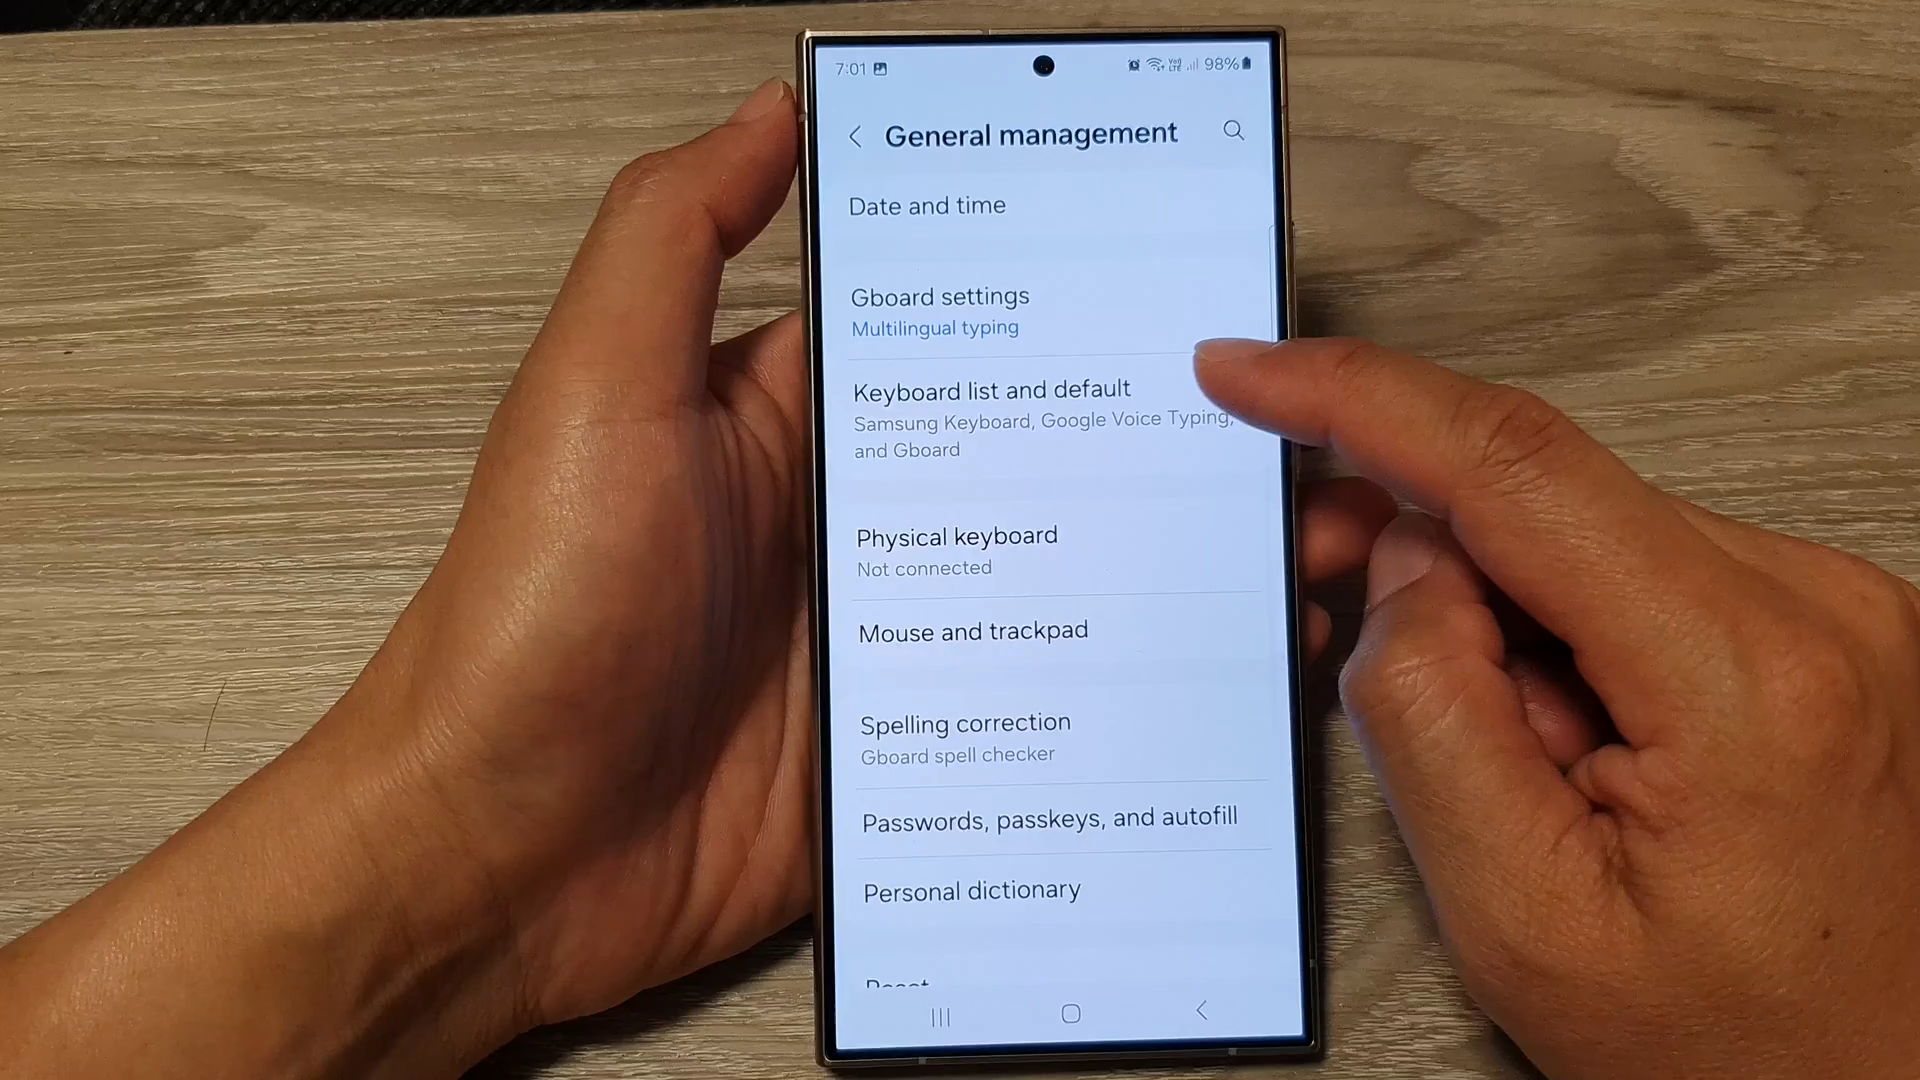 7:01
98%
General management
Date and time
Gboard settings
Multilingual typing
Keyboard list and default
Samsung Keyboard, Google Voice Typing,
and Gboard
Physical keyboard
Not connected
Mouse and trackpad
Spelling correction
Gboard spell checker
Passwords, passkeys, and autofill
Personal dictionary